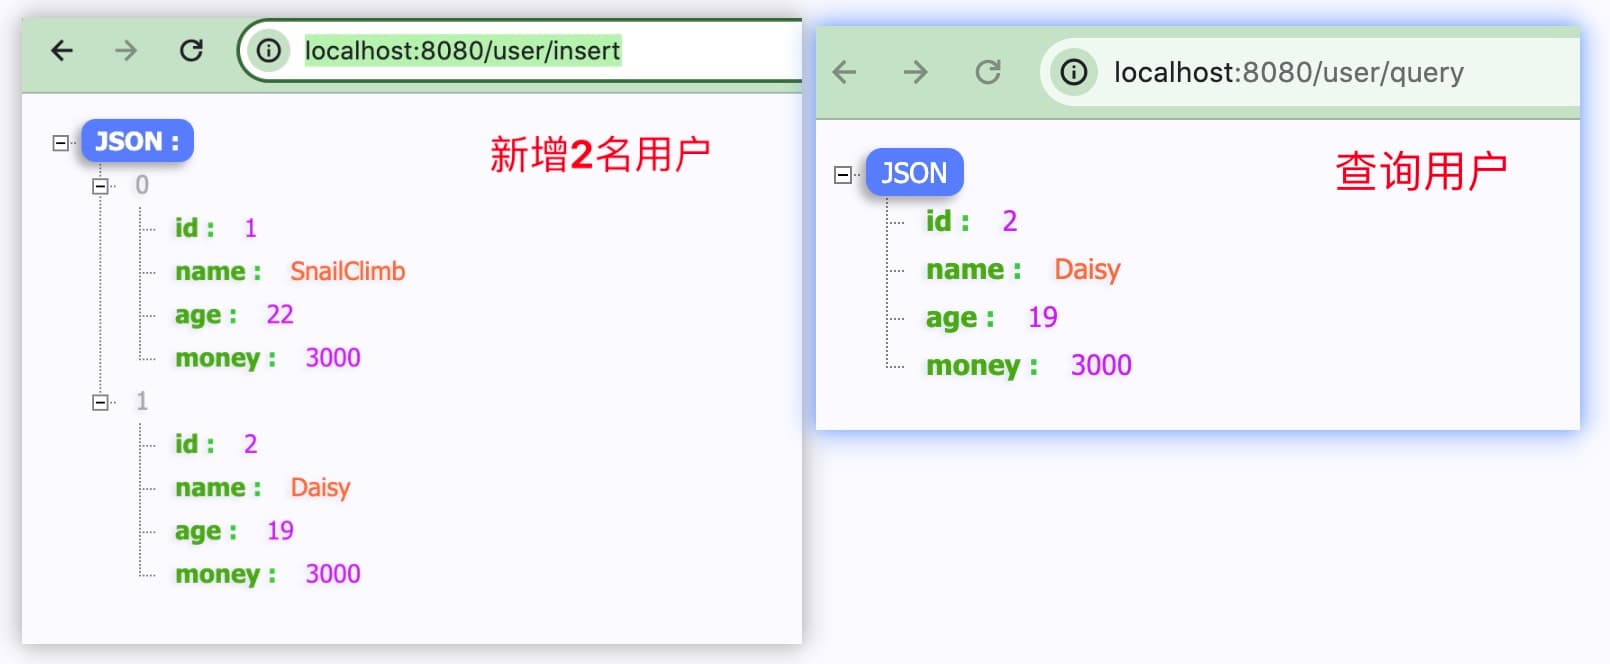 localhost:8080/user/insert
JSON :
新增2名用户
0
id : 1
name : SnailClimb
age : 22
money : 3000
1
id : 2
name : Daisy
age : 19
money : 3000
localhost:8080/user/query
JSON
查询用户
id : 2
name : Daisy
age : 19
money : 3000